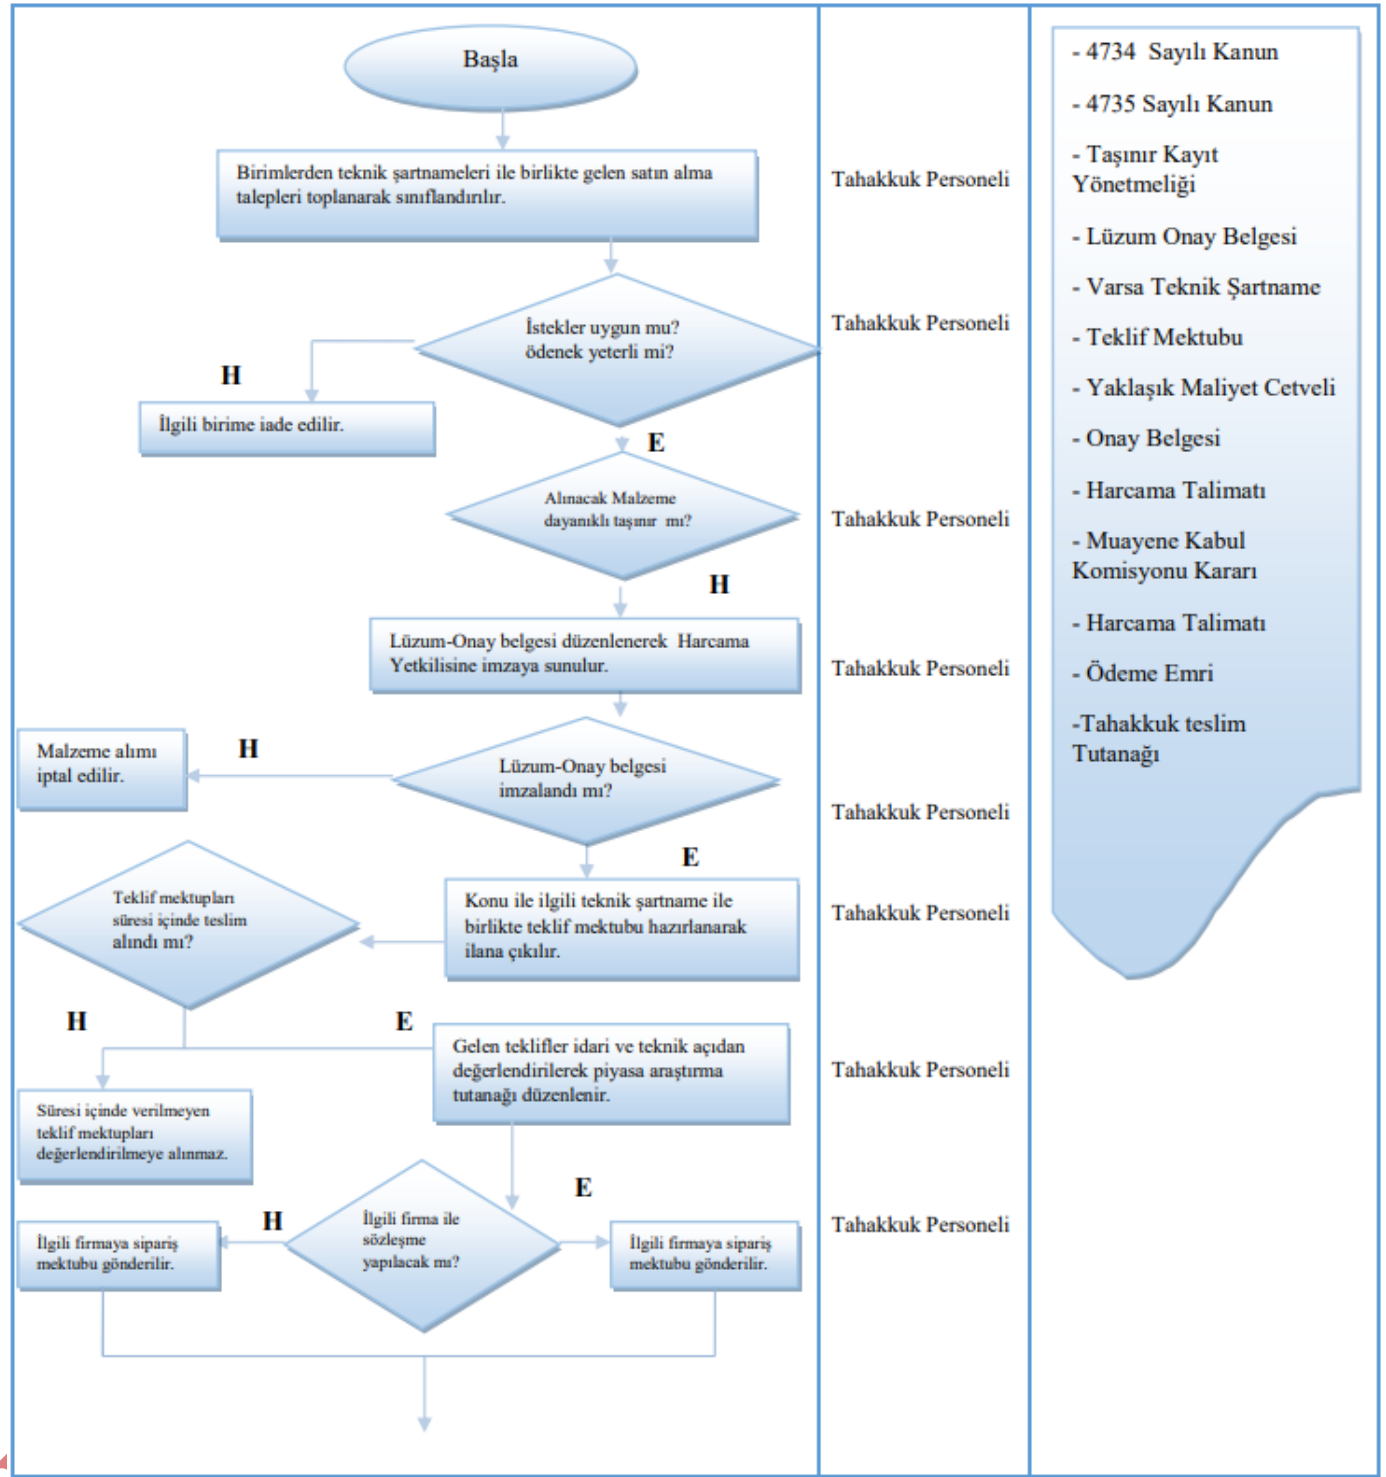 Başla
Birimlerden teknik şartnameleri ile birlikte gelen satın alma
talepleri toplanarak sınıflandırılır.
Tahakkuk Personeli
İstekler uygun mu?
ödenek yeterli mi?
Tahakkuk Personeli
H
İlgili birime iade edilir.
E
Alınacak Malzeme
dayanıklı taşınır mı?
Tahakkuk Personeli
H
Lüzum-Onay belgesi düzenlenerek Harcama
Yetkilisine imzaya sunulur.
Tahakkuk Personeli
Malzeme alımı
iptal edilir.
H
Lüzum-Onay belgesi
imzalandı mı?
Tahakkuk Personeli
E
Konu ile ilgili teknik şartname ile
birlikte teklif mektubu hazırlanarak
ilana çıkılır.
Tahakkuk Personeli
Teklif mektupları
süresi içinde teslim
alındı mı?
H
E
Gelen teklifler idari ve teknik açıdan
değerlendirilerek piyasa araştırma
tutanağı düzenlenir.
Tahakkuk Personeli
Süresi içinde verilmeyen
teklif mektupları
değerlendirilmeye alınmaz.
E
H
İlgili firma ile
sözleşme
yapılacak mı?
Tahakkuk Personeli
İlgili firmaya sipariş
mektubu gönderilir.
İlgili firmaya sipariş
mektubu gönderilir.
- 4734 Sayılı Kanun
- 4735 Sayılı Kanun
- Taşınır Kayıt
Yönetmeliği
- Lüzum Onay Belgesi
- Varsa Teknik Şartname
- Teklif Mektubu
- Yaklaşık Maliyet Cetveli
- Onay Belgesi
- Harcama Talimatı
- Muayene Kabul
Komisyonu Kararı
- Harcama Talimatı
- Ödeme Emri
-Tahakkuk teslim
Tutanağı